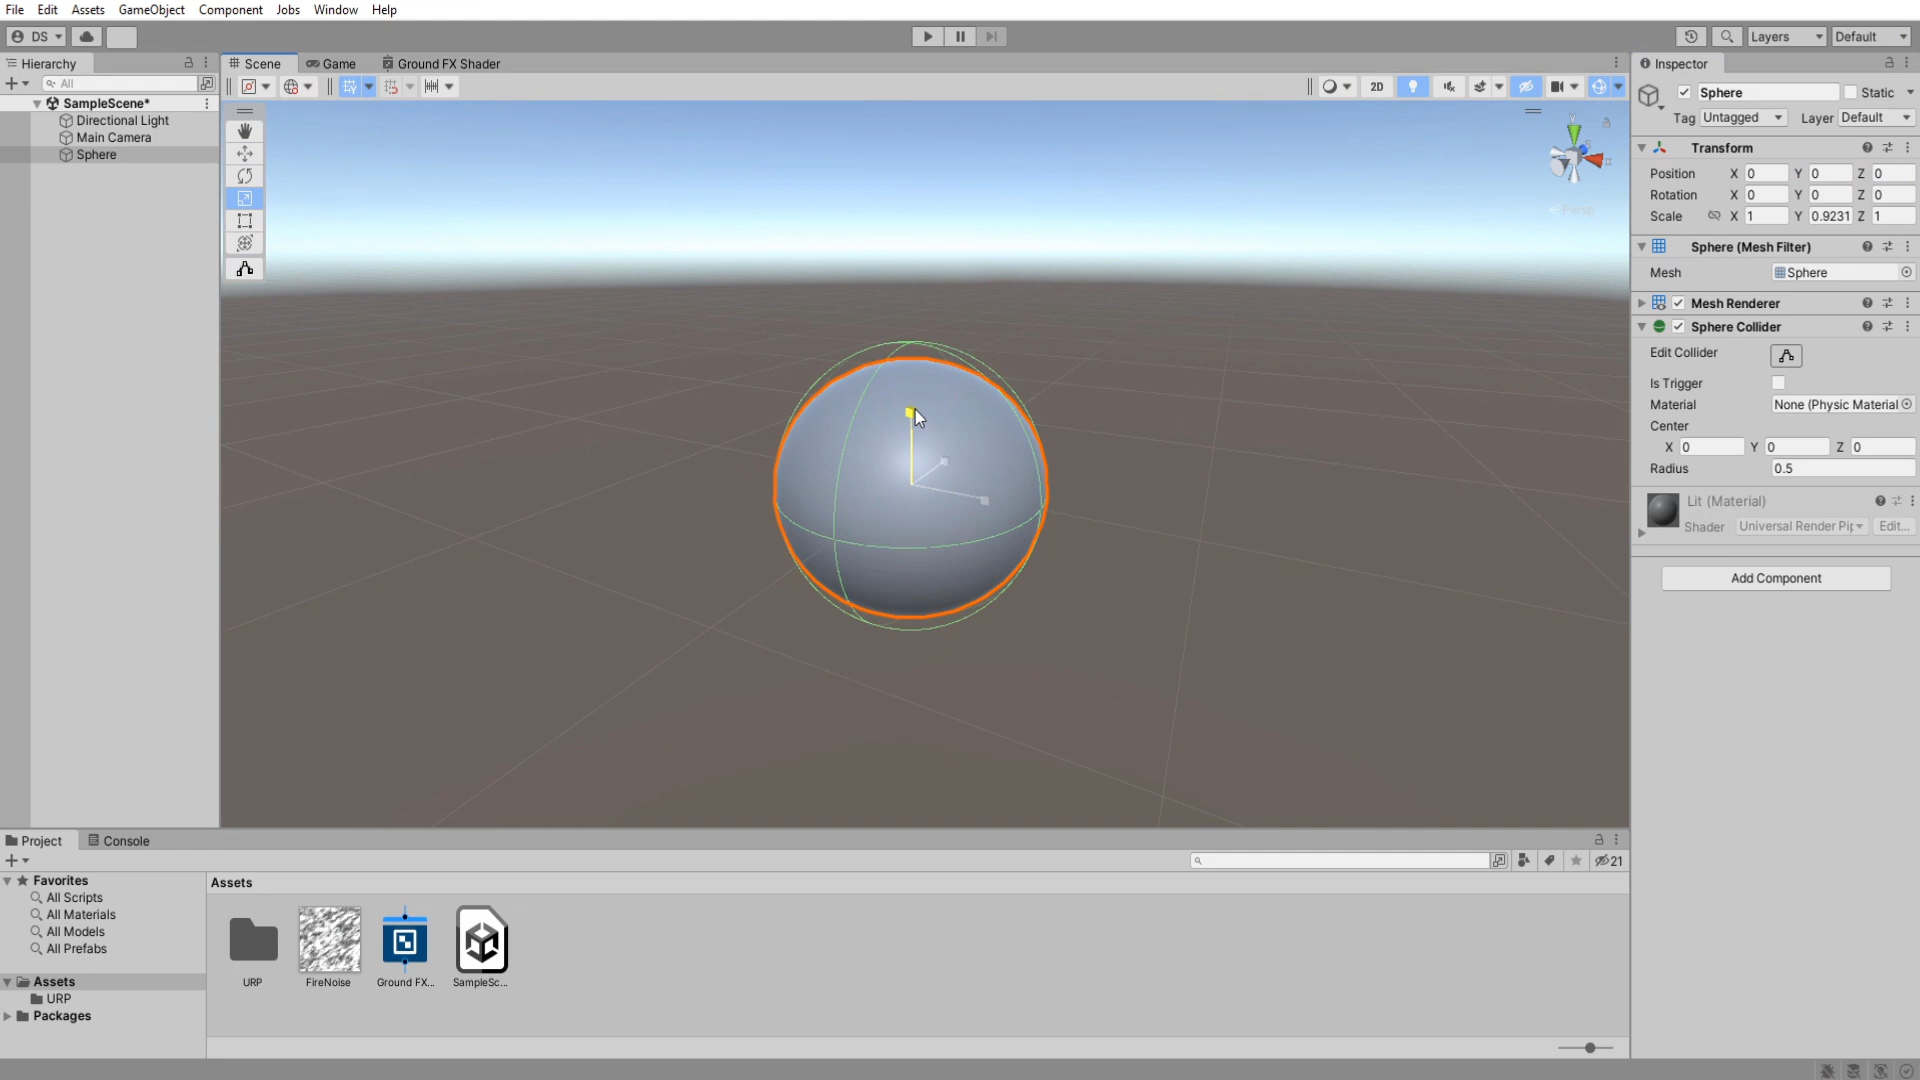 File Edit Assets GameObject Component Jobs Window Help
DS Layers Default
Hierarchy
All
SampleScene*
Directional Light
Main Camera
Sphere
Scene Game Ground FX Shader
2D
Y
Persp
Inspector
Sphere Static
Tag Untagged Layer Default
Transform
Position X 0 Y 0 Z 0
Rotation X 0 Y 0 Z 0
Scale X 1 Y 0.9231 Z 1
Sphere (Mesh Filter)
Mesh Sphere
Mesh Renderer
Sphere Collider
Edit Collider
Is Trigger
Material None (Physic Material
Center
X 0 Y 0 Z 0
Radius 0.5
Lit (Material)
Shader Universal Render Pip Edit...
Add Component
Project Console
21
Favorites
All Scripts
All Materials
All Models
All Prefabs
Assets
URP
Packages
Assets
URP FireNoise Ground FX... SampleSc...